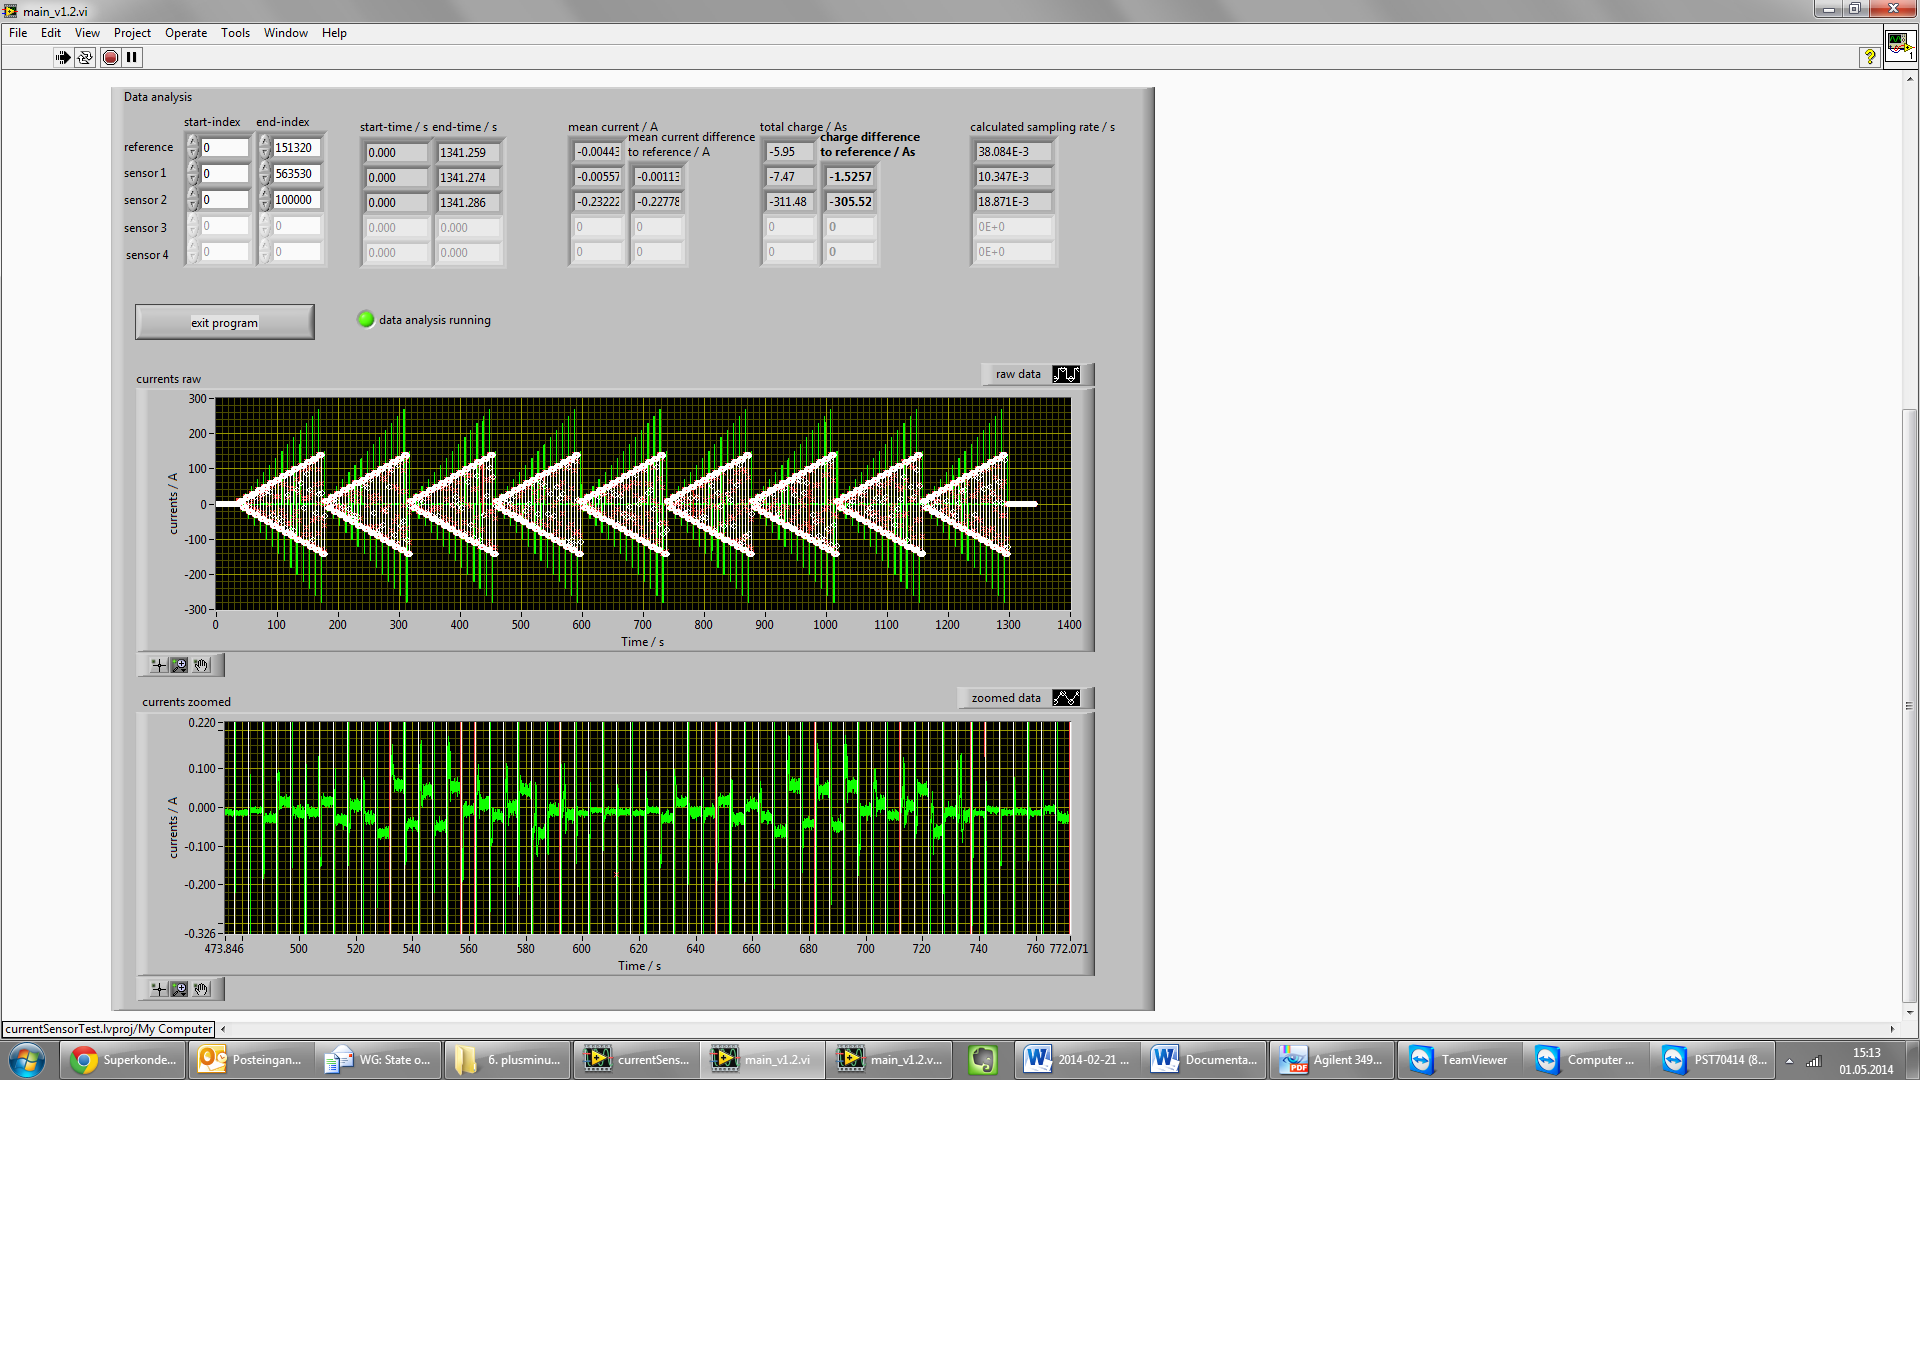 main_v1.2.vi
File Edit View Project Operate Tools Window Help
Data analysis
start-index end-index start-time / s end-time / s mean current / A mean current difference to reference / A total charge / As charge difference to reference / As calculated sampling rate / s
reference 0 151320 0.000 1341.259 -0.00443 -5.95 38.084E-3
sensor 1 0 563530 0.000 1341.274 -0.00557 -0.00113 -7.47 -1.5257 10.347E-3
sensor 2 0 100000 0.000 1341.286 -0.23222 -0.22778 -311.48 -305.52 18.871E-3
sensor 3 0 0 0.000 0.000 0 0 0 0 0E+0
sensor 4 0 0 0.000 0.000 0 0 0 0 0E+0
exit program data analysis running
currents raw raw data
currents / A
300
200
100
0
-100
-200
-300
0 100 200 300 400 500 600 700 800 900 1000 1100 1200 1300 1400
Time / s
currents zoomed zoomed data
currents / A
0.220
0.100
0.000
-0.100
-0.200
-0.326
473.846 500 520 540 560 580 600 620 640 660 680 700 720 740 760 772.071
Time / s
currentSensorTest.lvproj/My Computer
Superkonde... Posteingan... WG: State o... 6. plusminu... currentSens... main_v1.2.vi main_v1.2.v... 2014-02-21 ... Documenta... Agilent 349... TeamViewer Computer ... PST70414 (8... 15:13
01.05.2014